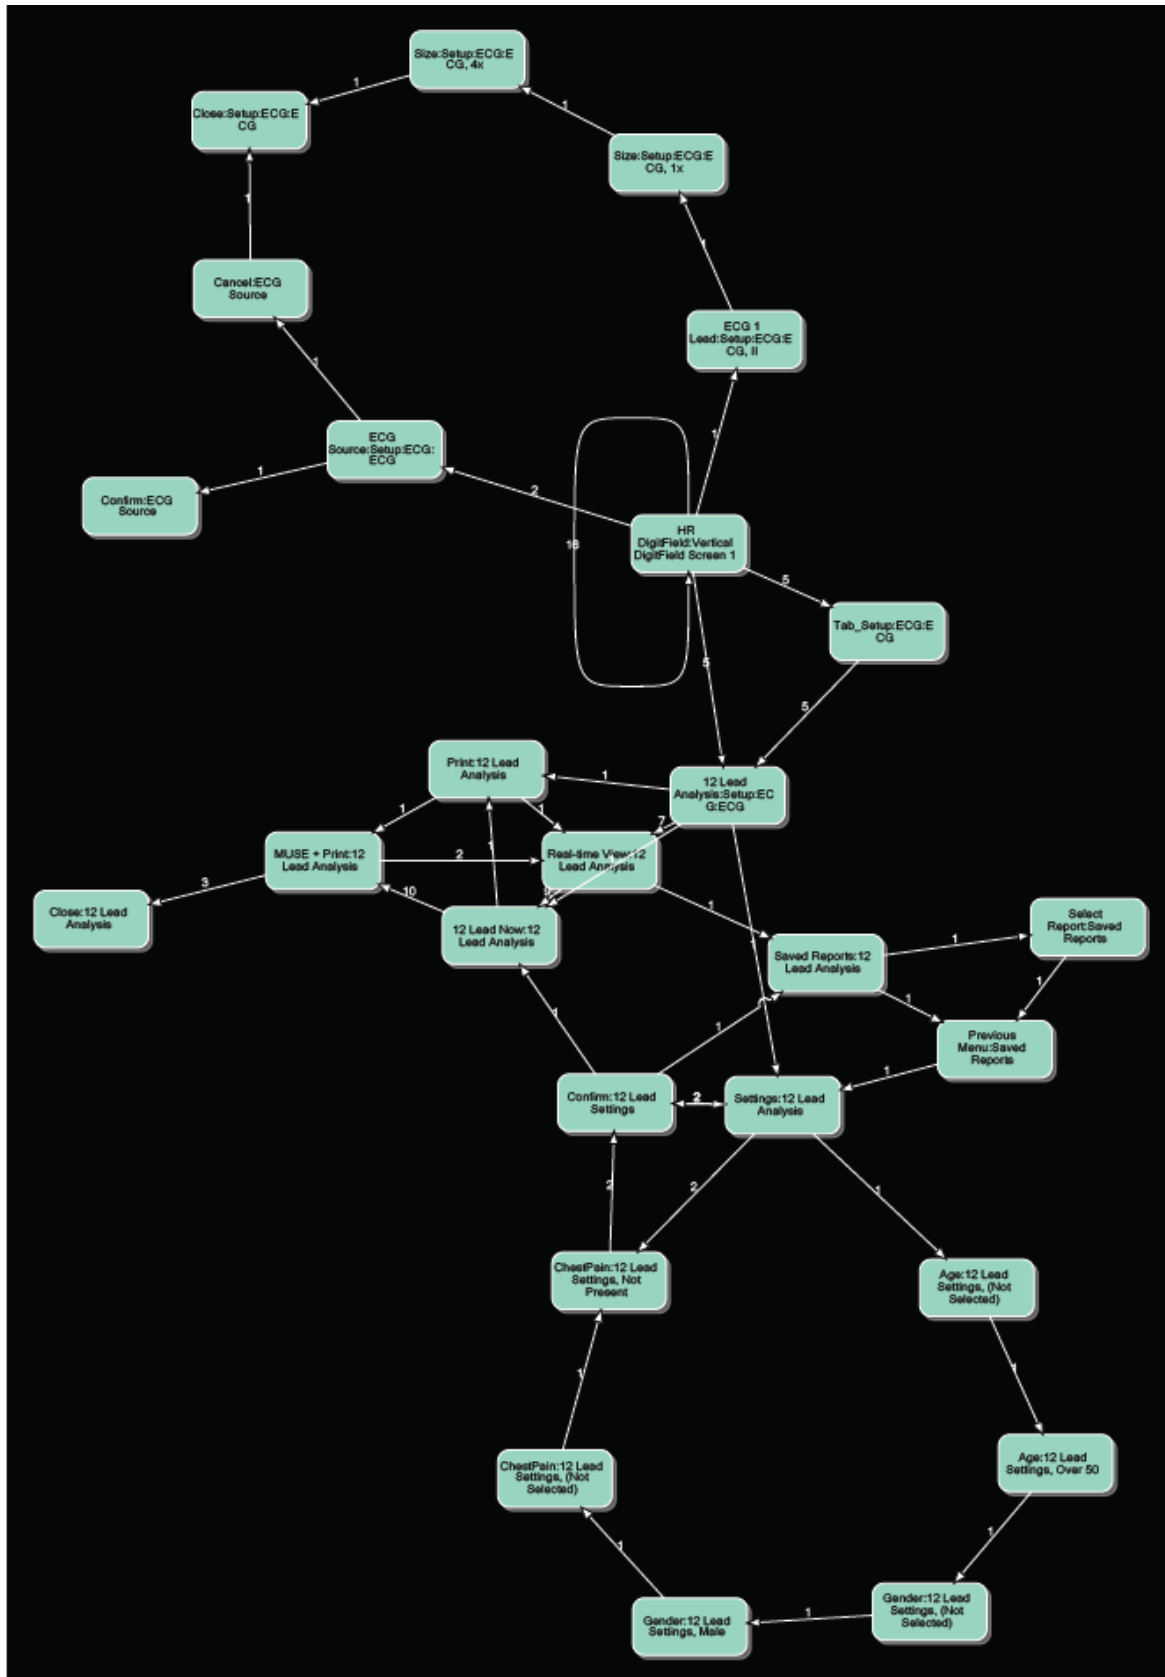 Size:Setup:ECG:E
CG, 4x
1
Close:Setup:ECG:E
CG
1
Size:Setup:ECG:E
CG, 1x
1
1
Cancel:ECG
Source
ECG 1
Lead:Setup:ECG:E
CG, II
1
1
ECG
Source:Setup:ECG:
ECG
1
2
Confirm:ECG
Source
HR
DigitField:Vertical
DigitField Screen 1
5
Tab_Setup:ECG:E
CG
5
5
Print:12 Lead
Analysis
1
12 Lead
Analysis:Setup:EC
G:ECG
1
1
7
MUSE + Print:12
Lead Analysis
2
1
Real-time View:12
Lead Analysis
3
10
1
Close:12 Lead
Analysis
12 Lead Now:12
Lead Analysis
Select
Report:Saved
Reports
1
Saved Reports:12
Lead Analysis
1
1
1
1
Previous
Menu:Saved
Reports
1
Confirm:12 Lead
Settings
2
Settings:12 Lead
Analysis
2
2
1
ChestPain:12 Lead
Settings, Not
Present
Age:12 Lead
Settings, (Not
Selected)
1
1
ChestPain:12 Lead
Settings, (Not
Selected)
Age:12 Lead
Settings, Over 50
1
1
Gender:12 Lead
Settings, (Not
Selected)
1
Gender:12 Lead
Settings, Male